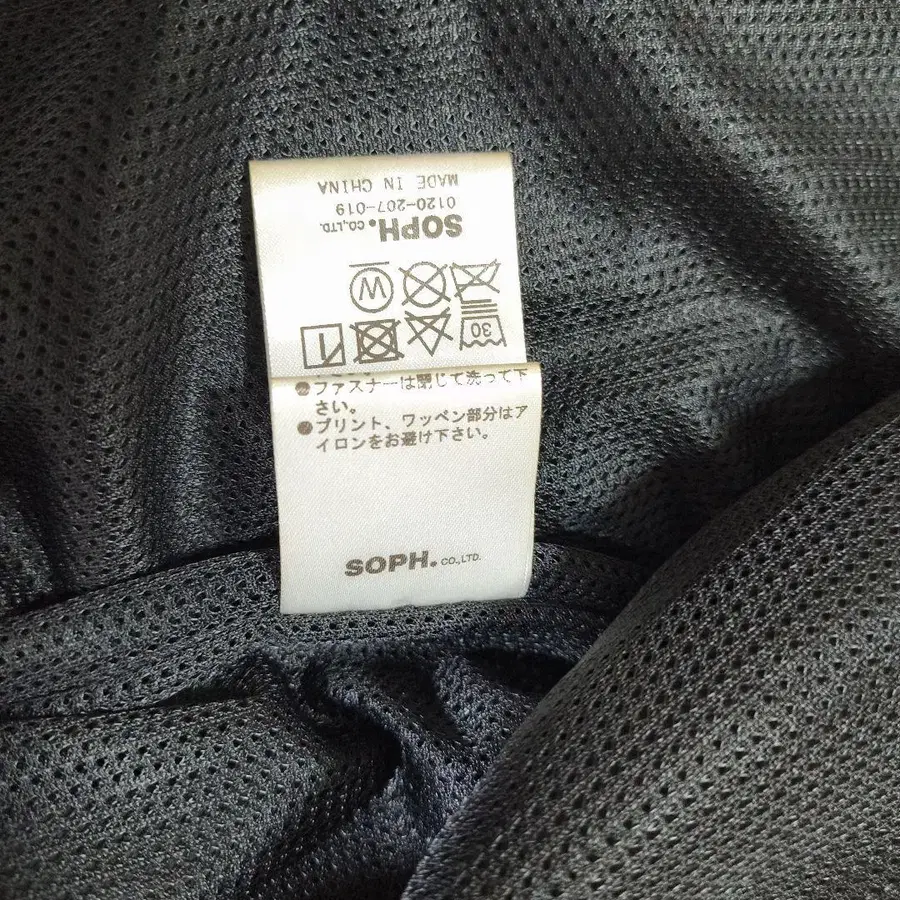 MADE IN CHINA
0120-207-019
SOPH.CO.,LTD.
W
30
●ファスナーは閉じて洗って下
さい。
●プリント、ワッペン部分はア
イロンをお避け下さい。
SOPH.CO.,LTD.